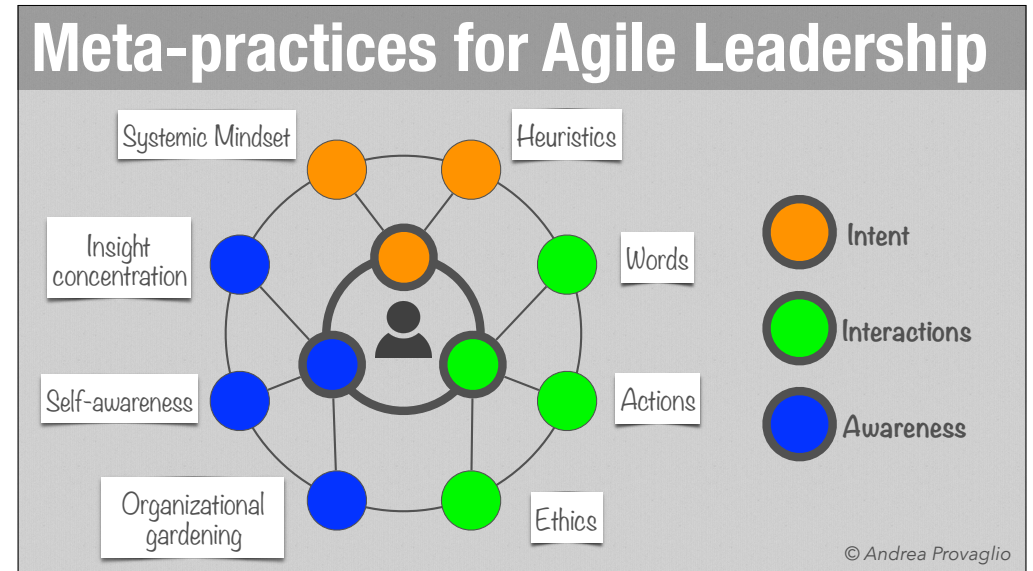 Meta-practices for Agile Leadership
Systemic Mindset
Heuristics
Insight
concentration
Words
Intent
Interactions
Self-awareness
Actions
Awareness
Organizational
gardening
Ethics
© Andrea Provaglio